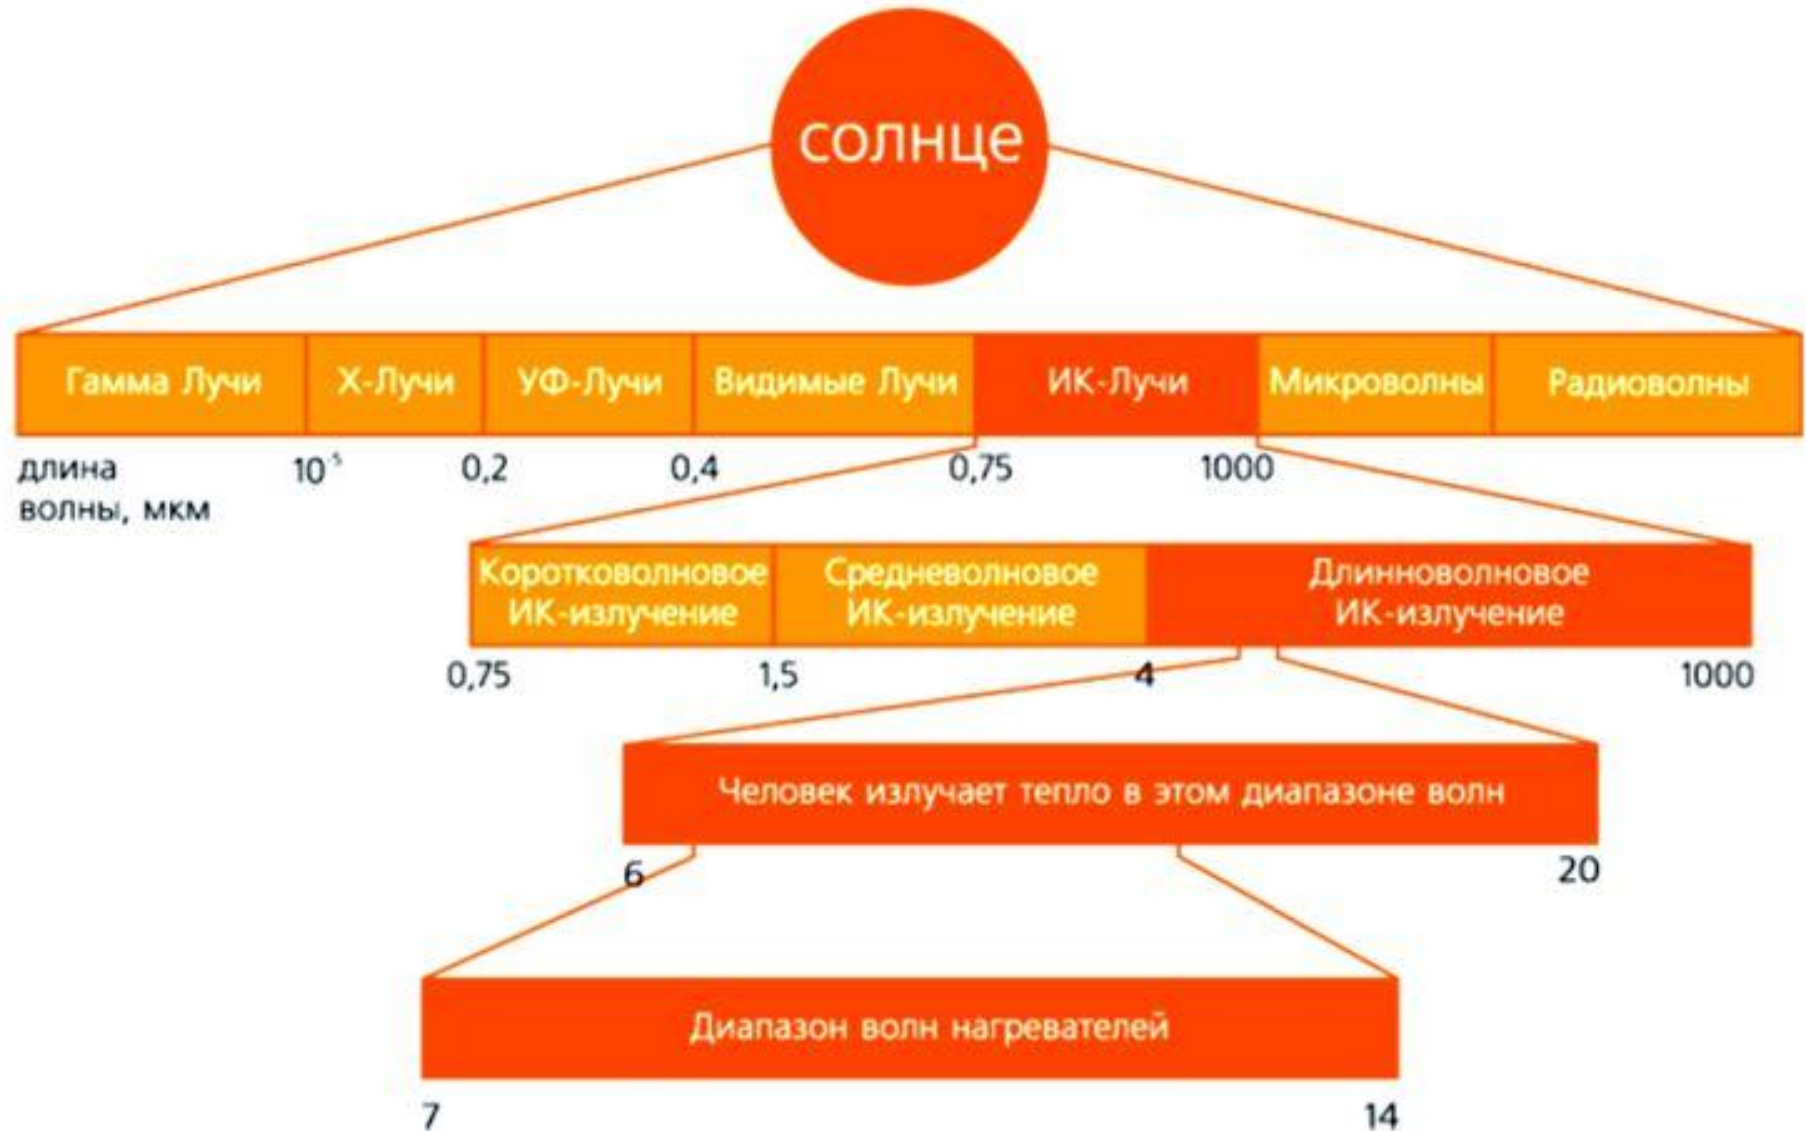 солнце
Гамма Лучи Х-Лучи УФ-Лучи Видимые Лучи ИК-Лучи Микроволны Радиоволны
длина 10⁻⁵ 0,2 0,4 0,75 1000
волны, мкм
Коротковолновое Средневолновое Длинноволновое
ИК-излучение ИК-излучение ИК-излучение
0,75 1,5 4 1000
Человек излучает тепло в этом диапазоне волн
6 20
Диапазон волн нагревателей
7 14